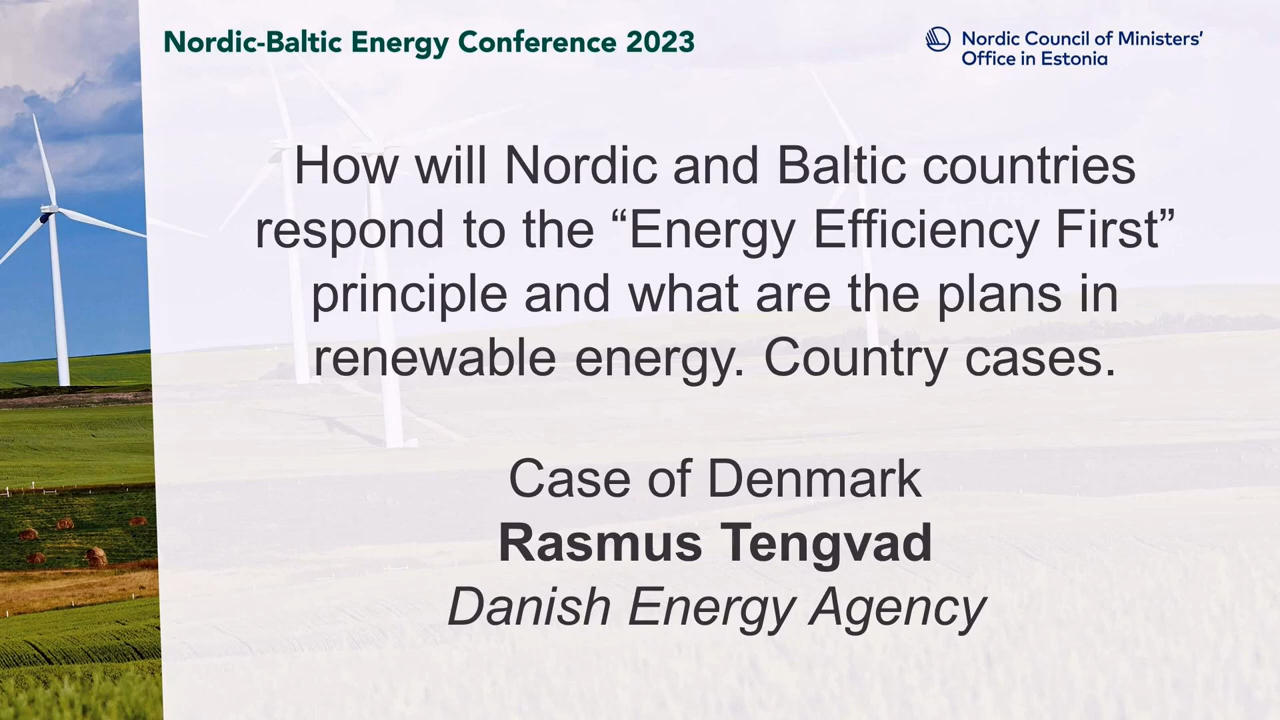 Nordic-Baltic Energy Conference 2023
Nordic Council of Ministers’
Office in Estonia
How will Nordic and Baltic countries
respond to the “Energy Efficiency First”
principle and what are the plans in
renewable energy. Country cases.
Case of Denmark
Rasmus Tengvad
Danish Energy Agency